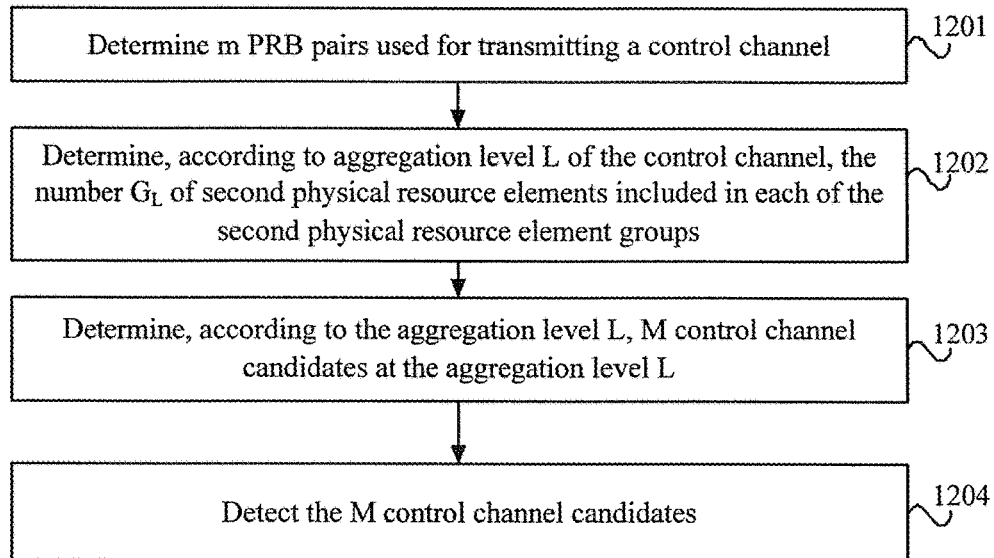 Determine m PRB pairs used for transmitting a control channel
1201
Determine, according to aggregation level L of the control channel, the
number G_L of second physical resource elements included in each of the
second physical resource element groups
1202
Determine, according to the aggregation level L, M control channel
candidates at the aggregation level L
1203
Detect the M control channel candidates
1204